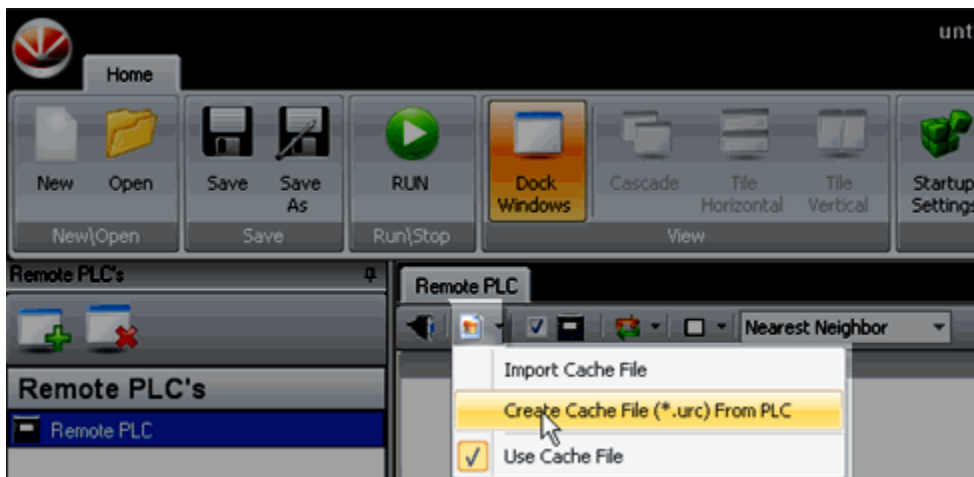 unt
Home
New
Open
Save
Save As
RUN
Dock Windows
Cascade
Tile Horizontal
Tile Vertical
Startup Settings
New\Open
Save
Run\Stop
View
Remote PLC's
Remote PLC
Nearest Neighbor
Import Cache File
Remote PLC's
Create Cache File (*.urc) From PLC
Remote PLC
Use Cache File